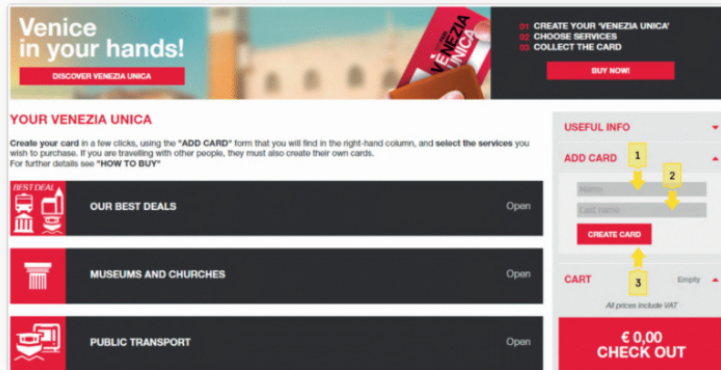 Venice
in your hands!
DISCOVER VENEZIA UNICA
VENEZIA
UNICA
01 CREATE YOUR 'VENEZIA UNICA'
02 CHOOSE SERVICES
03 COLLECT THE CARD
BUY NOW!
YOUR VENEZIA UNICA
Create your card in a few clicks, using the "ADD CARD" form that you will find in the right-hand column, and select the services you
wish to purchase. If you are travelling with other people, they must also create their own cards.
For further details see "HOW TO BUY"
BEST DEAL
OUR BEST DEALS Open
MUSEUMS AND CHURCHES Open
PUBLIC TRANSPORT Open
USEFUL INFO
ADD CARD 1
2
Name
Last name
CREATE CARD
CART 3 Empty
All prices include VAT
€ 0,00
CHECK OUT